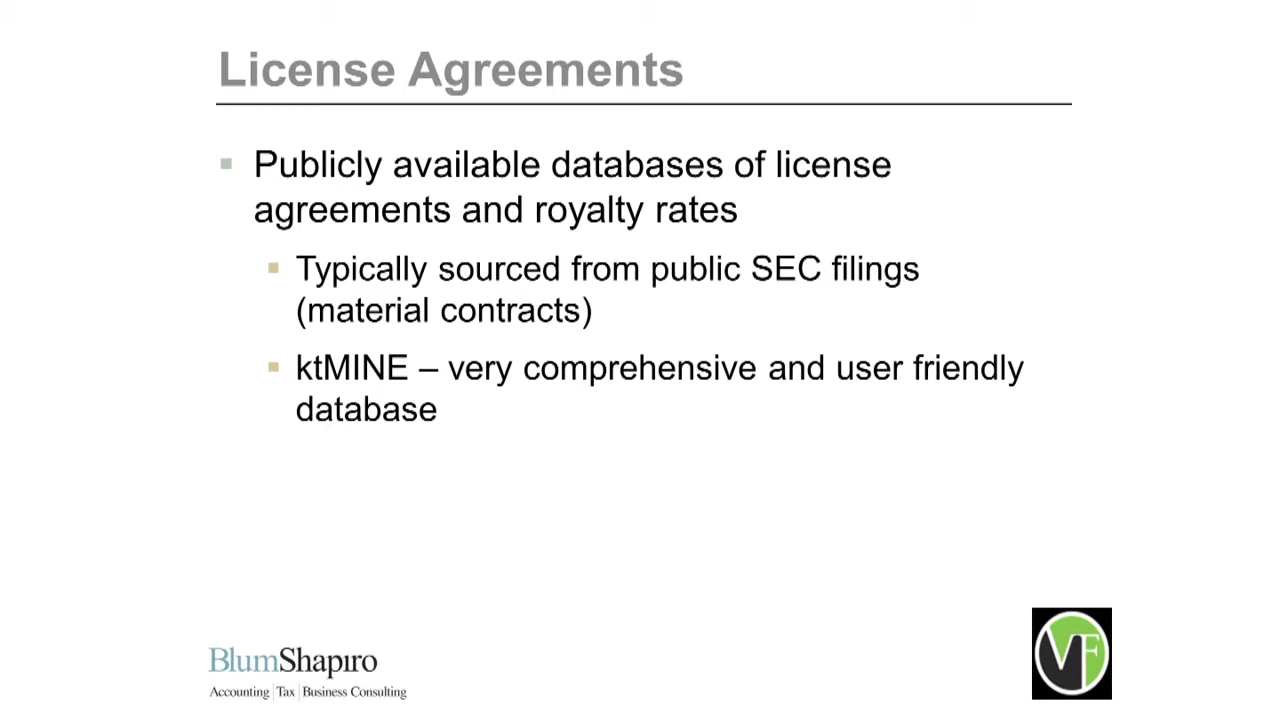 License Agreements
Publicly available databases of license
agreements and royalty rates
Typically sourced from public SEC filings
(material contracts)
ktMINE – very comprehensive and user friendly
database
BlumShapiro
Accounting | Tax | Business Consulting
VF